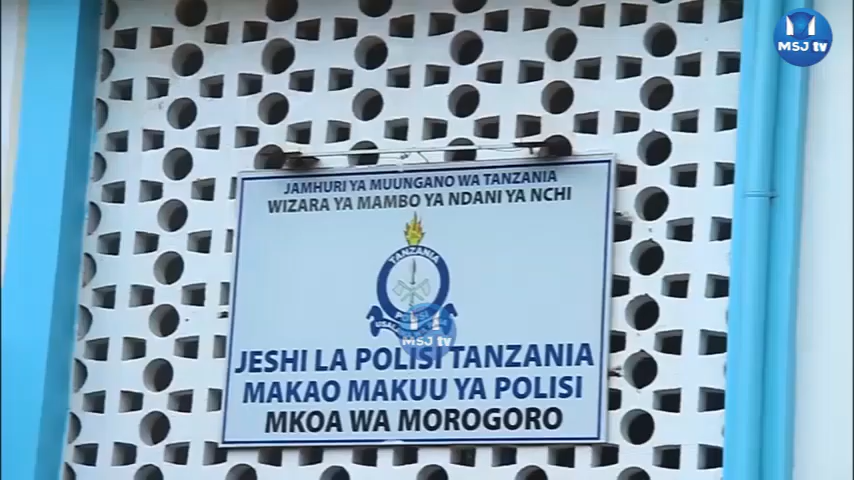 MSJ tv
JAMHURI YA MUUNGANO WA TANZANIA
WIZARA YA MAMBO YA NDANI YA NCHI
TANZANIA
POLISI
MSJ tv
JESHI LA POLISI TANZANIA
MAKAO MAKUU YA POLISI
MKOA WA MOROGORO